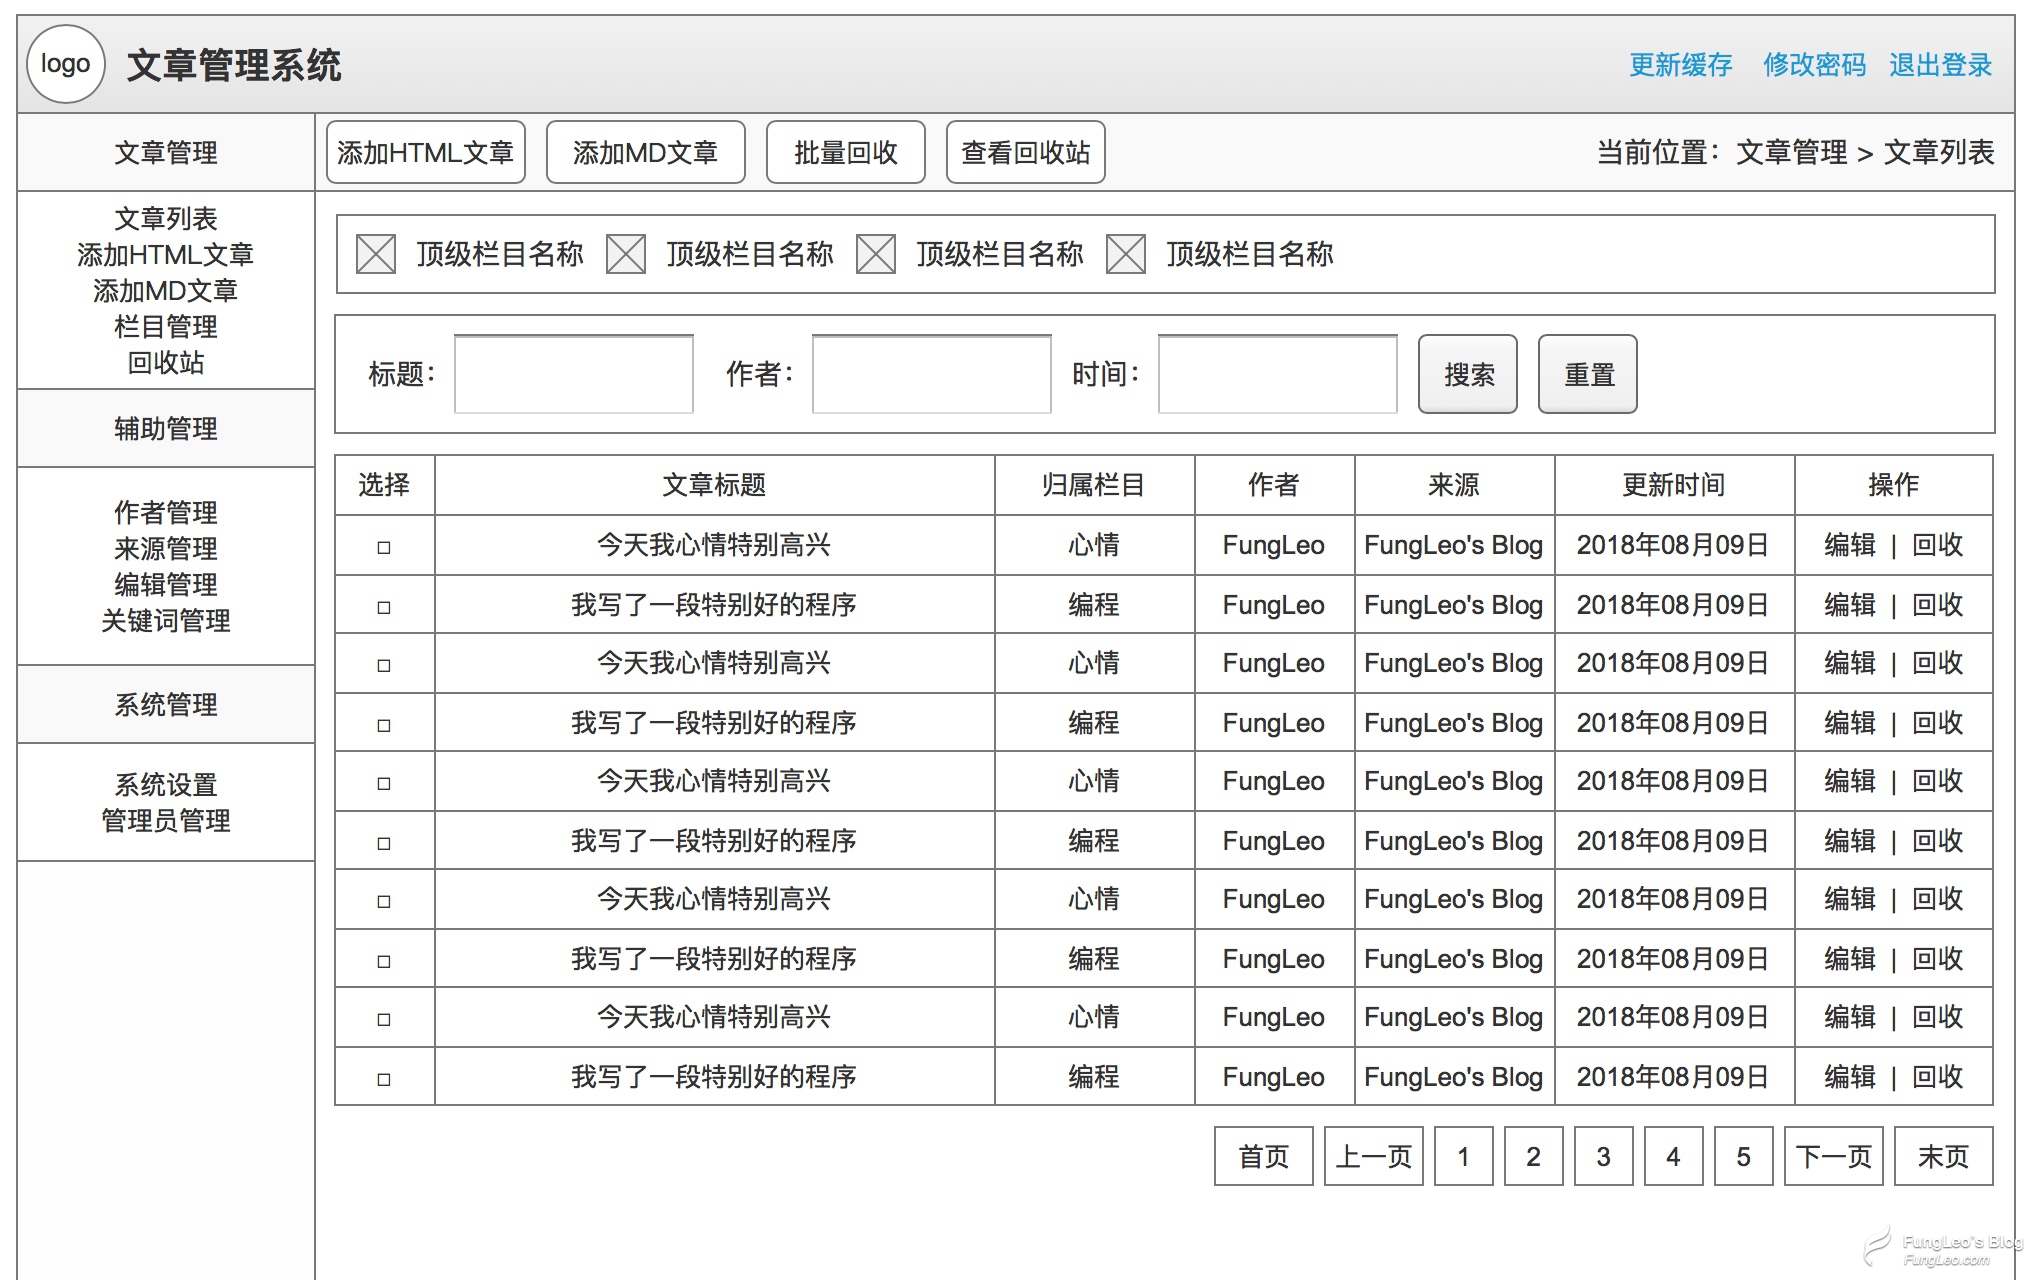 logo 文章管理系统 更新缓存 修改密码 退出登录
文章管理 添加HTML文章 添加MD文章 批量回收 查看回收站 当前位置：文章管理 > 文章列表
文章列表
添加HTML文章
添加MD文章
栏目管理
回收站
辅助管理
作者管理
来源管理
编辑管理
关键词管理
系统管理
系统设置
管理员管理
顶级栏目名称 顶级栏目名称 顶级栏目名称 顶级栏目名称
标题： 作者： 时间： 搜索 重置
选择 文章标题 归属栏目 作者 来源 更新时间 操作
今天我心情特别高兴 心情 FungLeo FungLeo's Blog 2018年08月09日 编辑 | 回收
我写了一段特别好的程序 编程 FungLeo FungLeo's Blog 2018年08月09日 编辑 | 回收
今天我心情特别高兴 心情 FungLeo FungLeo's Blog 2018年08月09日 编辑 | 回收
我写了一段特别好的程序 编程 FungLeo FungLeo's Blog 2018年08月09日 编辑 | 回收
今天我心情特别高兴 心情 FungLeo FungLeo's Blog 2018年08月09日 编辑 | 回收
我写了一段特别好的程序 编程 FungLeo FungLeo's Blog 2018年08月09日 编辑 | 回收
今天我心情特别高兴 心情 FungLeo FungLeo's Blog 2018年08月09日 编辑 | 回收
我写了一段特别好的程序 编程 FungLeo FungLeo's Blog 2018年08月09日 编辑 | 回收
今天我心情特别高兴 心情 FungLeo FungLeo's Blog 2018年08月09日 编辑 | 回收
我写了一段特别好的程序 编程 FungLeo FungLeo's Blog 2018年08月09日 编辑 | 回收
首页 上一页 1 2 3 4 5 下一页 末页
FungLeo's Blog
FungLeo.com